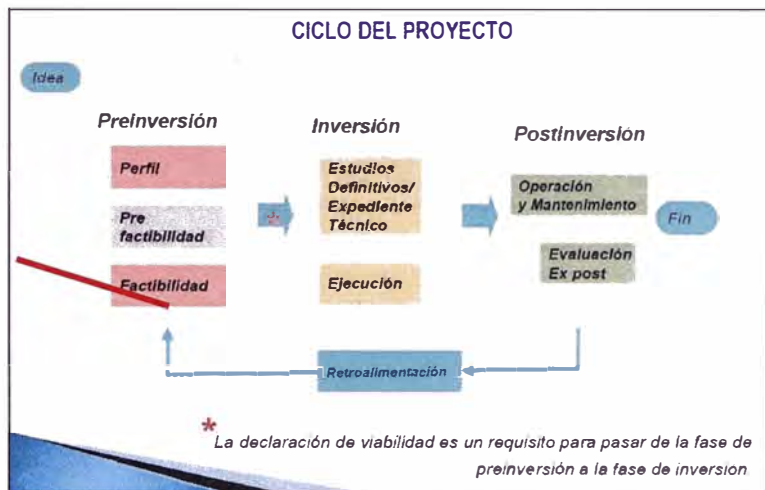 CICLO DEL PROYECTO
Idea
Preinversión
Inversión
Postinversión
Perfil
Pre
factibilidad
Factibilidad
*
Estudios
Definitivos/
Expediente
Técnico
Ejecución
Operación
y Mantenimiento
Evaluación
Ex post
Fin
Retroalimentación
*
La declaración de viabilidad es un requisito para pasar de la fase de
preinversión a la fase de inversion